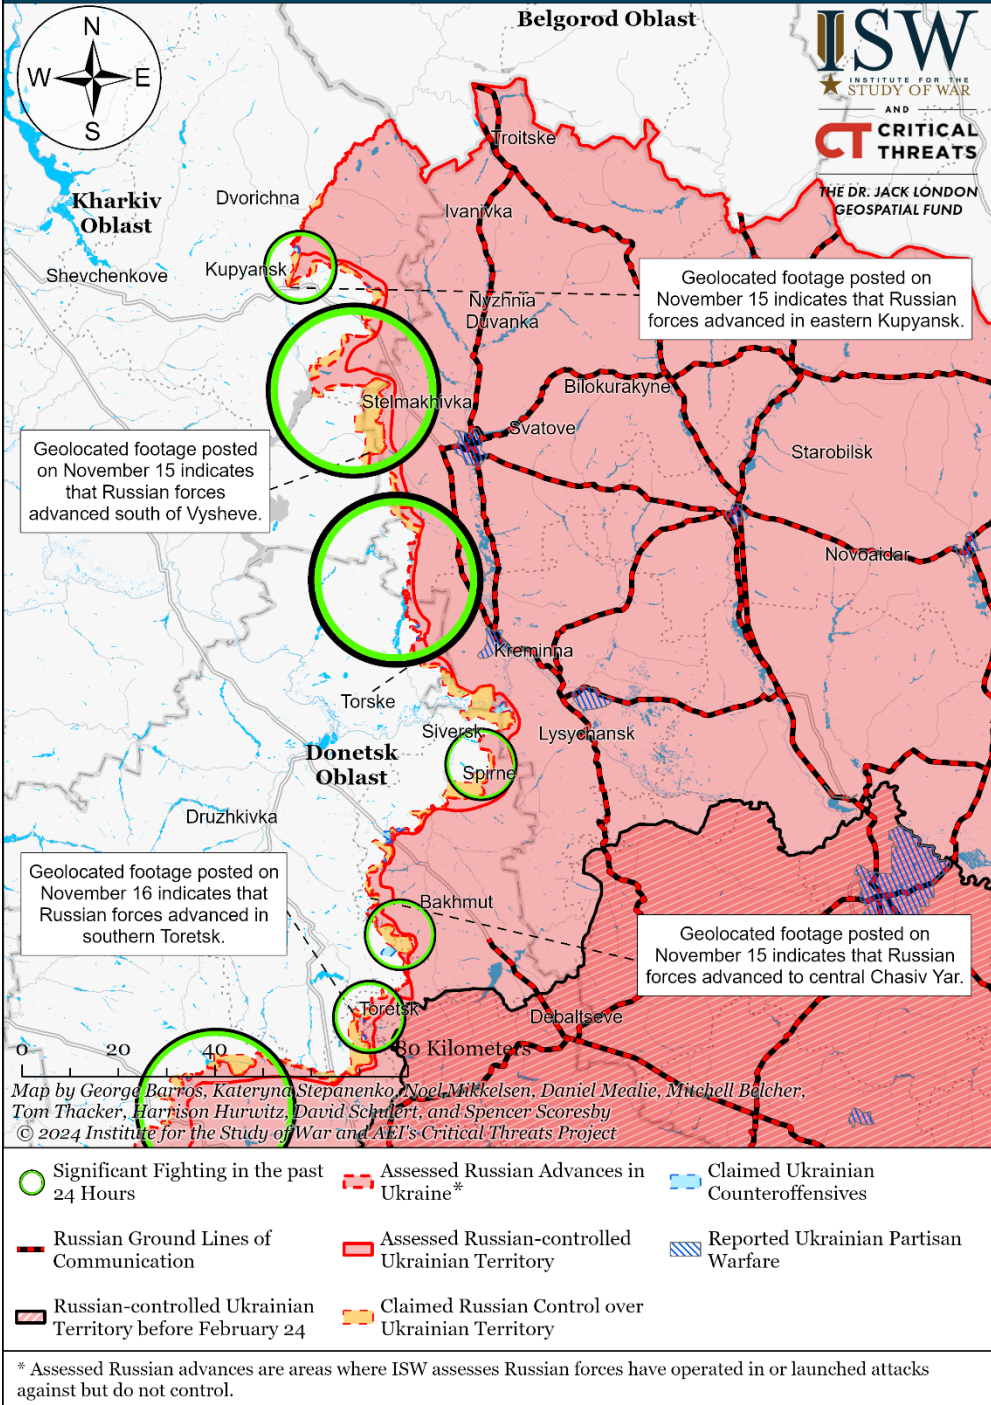 Belgorod Oblast
N
W E
S
ISW
INSTITUTE FOR THE
STUDY OF WAR
AND
CT CRITICAL
THREATS
THE DR. JACK LONDON
GEOSPATIAL FUND
Troitske
Kharkiv
Oblast
Dvorichna
Ivanivka
Shevchenkove
Kupyansk
Geolocated footage posted on
November 15 indicates that Russian
forces advanced in eastern Kupyansk.
Nyzhnia
Duvanka
Bilokurakyne
Stelmakhivka
Svatove
Starobilsk
Geolocated footage posted
on November 15 indicates
that Russian forces
advanced south of Vysheve.
Novoaidar
Kreminna
Torske
Siversk
Lysychansk
Donetsk
Oblast
Spirne
Druzhkivka
Geolocated footage posted on
November 16 indicates that
Russian forces advanced in
southern Toretsk.
Bakhmut
Geolocated footage posted on
November 15 indicates that Russian
forces advanced to central Chasiv Yar.
Toretsk
Debaltseve
0 20 40 80 Kilometers
Map by George Barros, Kateryna Stepanenko, Noel Mikkelsen, Daniel Mealie, Mitchell Belcher,
Tom Thacker, Harrison Hurwitz, David Schulert, and Spencer Scoresby
© 2024 Institute for the Study of War and AEI's Critical Threats Project
Significant Fighting in the past
24 Hours
Assessed Russian Advances in
Ukraine*
Claimed Ukrainian
Counteroffensives
Russian Ground Lines of
Communication
Assessed Russian-controlled
Ukrainian Territory
Reported Ukrainian Partisan
Warfare
Russian-controlled Ukrainian
Territory before February 24
Claimed Russian Control over
Ukrainian Territory
* Assessed Russian advances are areas where ISW assesses Russian forces have operated in or launched attacks
against but do not control.